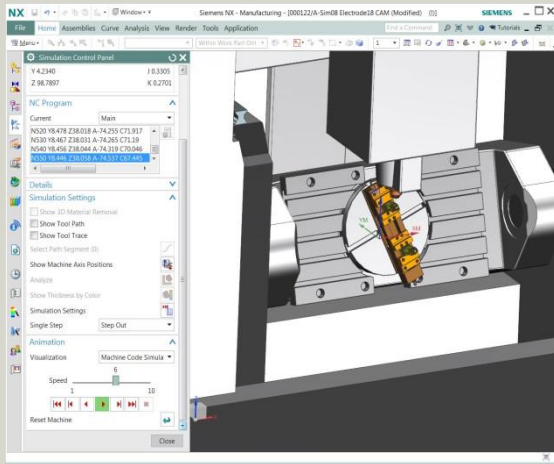 NX
Window
Siemens NX - Manufacturing - [000122/A-Sim08 Electrode18 CAM (Modified) (I)]
SIEMENS
File Home Assemblies Curve Analysis View Render Tools Application
Find a Command
Tutorials
Menu
Within Work Part Onl
1
Simulation Control Panel
Y 4.2340 J 0.3305
Z 98.7897 K 0.2701
NC Program
Current Main
N520 Y8.478 Z38.018 A-74.255 C71.917
N530 Y8.467 Z38.031 A-74.265 C71.19
N540 Y8.456 Z38.044 A-74.319 C70.046
N550 Y8.446 Z38.058 A-74.537 C67.445
Details
Simulation Settings
Show 3D Material Removal
Show Tool Path
Show Tool Trace
Select Path Segment (0)
Show Machine Axis Positions
Analyze
Show Thickness by Color
Simulation Settings
Single Step Step Out
Animation
Visualization Machine Code Simula
6
Speed
1 10
Reset Machine
Close
YM
XM